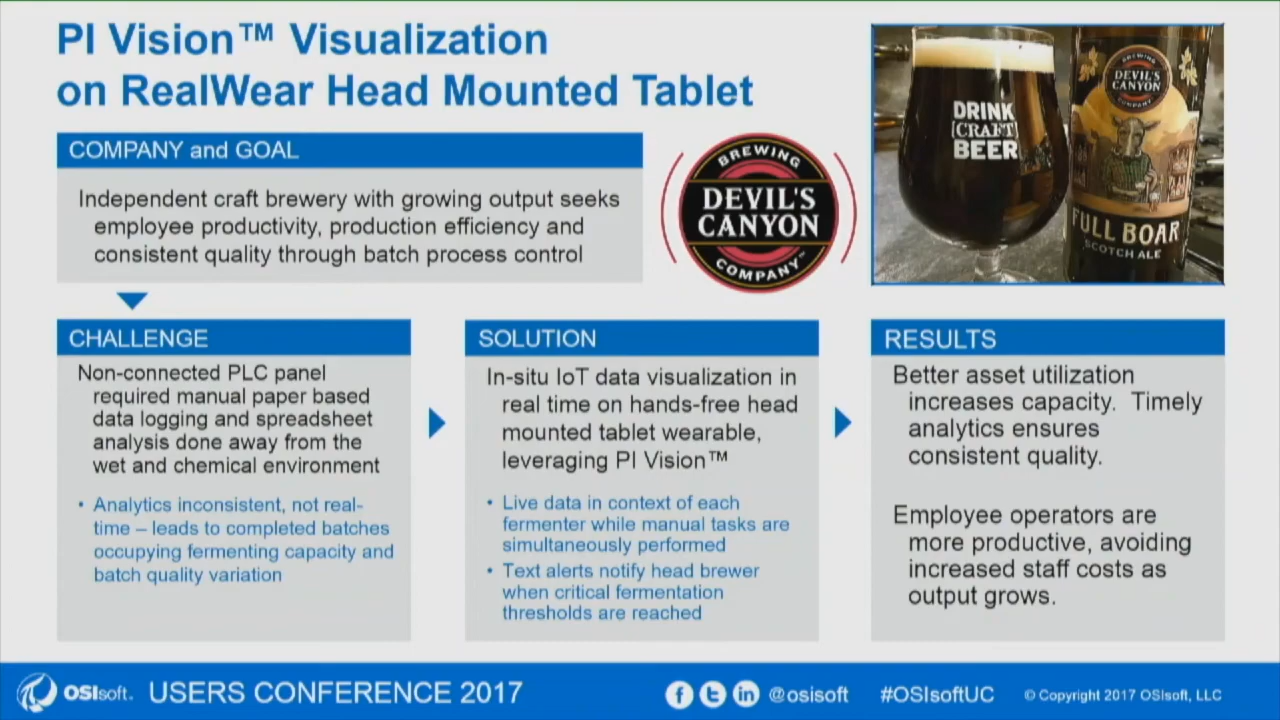 PI Vision™ Visualization
on RealWear Head Mounted Tablet
COMPANY and GOAL
Independent craft brewery with growing output seeks
employee productivity, production efficiency and
consistent quality through batch process control
BREWING
DEVIL'S
CANYON
COMPANY™
DRINK
[CRAFT]
BEER
BREWING
DEVIL'S
CANYON
COMPANY
FULL BOAR
SCOTCH ALE
CHALLENGE
Non-connected PLC panel
required manual paper based
data logging and spreadsheet
analysis done away from the
wet and chemical environment
• Analytics inconsistent, not real-
time – leads to completed batches
occupying fermenting capacity and
batch quality variation
SOLUTION
In-situ IoT data visualization in
real time on hands-free head
mounted tablet wearable,
leveraging PI Vision™
• Live data in context of each
fermenter while manual tasks are
simultaneously performed
• Text alerts notify head brewer
when critical fermentation
thresholds are reached
RESULTS
Better asset utilization
increases capacity. Timely
analytics ensures
consistent quality.
Employee operators are
more productive, avoiding
increased staff costs as
output grows.
OSIsoft. USERS CONFERENCE 2017 @osisoft #OSIsoftUC © Copyright 2017 OSIsoft, LLC